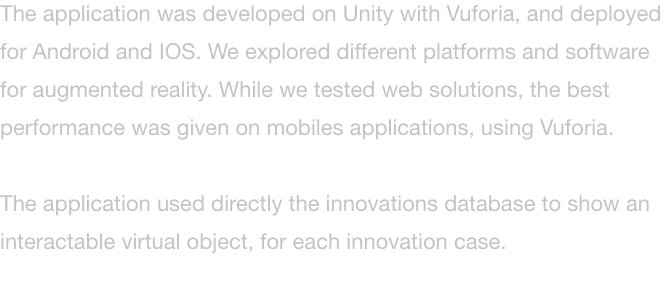 The application was developed on Unity with Vuforia, and deployed
for Android and IOS. We explored different platforms and software
for augmented reality. While we tested web solutions, the best
performance was given on mobiles applications, using Vuforia.
The application used directly the innovations database to show an
interactable virtual object, for each innovation case.